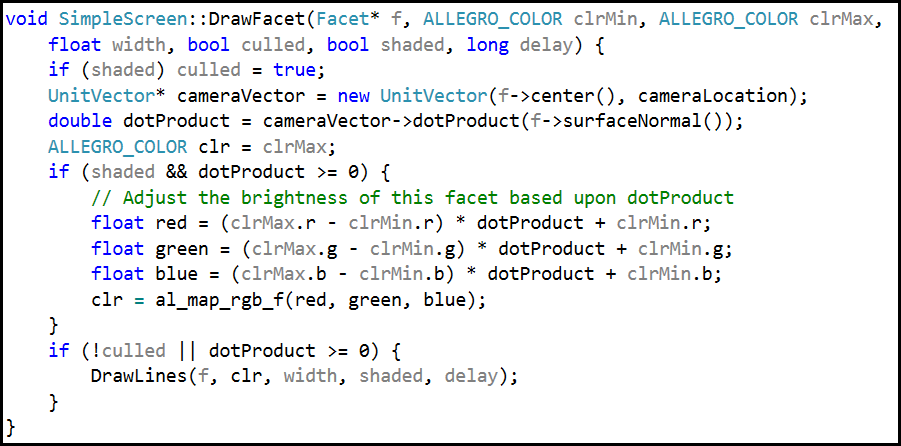 void SimpleScreen::DrawFacet(Facet* f, ALLEGRO_COLOR clrMin, ALLEGRO_COLOR clrMax,
    float width, bool culled, bool shaded, long delay) {
    if (shaded) culled = true;
    UnitVector* cameraVector = new UnitVector(f->center(), cameraLocation);
    double dotProduct = cameraVector->dotProduct(f->surfaceNormal());
    ALLEGRO_COLOR clr = clrMax;
    if (shaded && dotProduct >= 0) {
        // Adjust the brightness of this facet based upon dotProduct
        float red = (clrMax.r - clrMin.r) * dotProduct + clrMin.r;
        float green = (clrMax.g - clrMin.g) * dotProduct + clrMin.g;
        float blue = (clrMax.b - clrMin.b) * dotProduct + clrMin.b;
        clr = al_map_rgb_f(red, green, blue);
    }
    if (!culled || dotProduct >= 0) {
        DrawLines(f, clr, width, shaded, delay);
    }
}